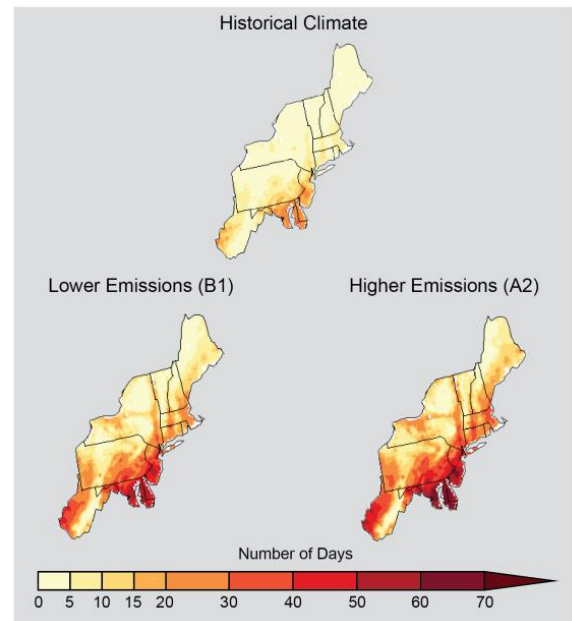 Historical Climate
Lower Emissions (B1)
Higher Emissions (A2)
Number of Days
0 5 10 15 20 30 40 50 60 70